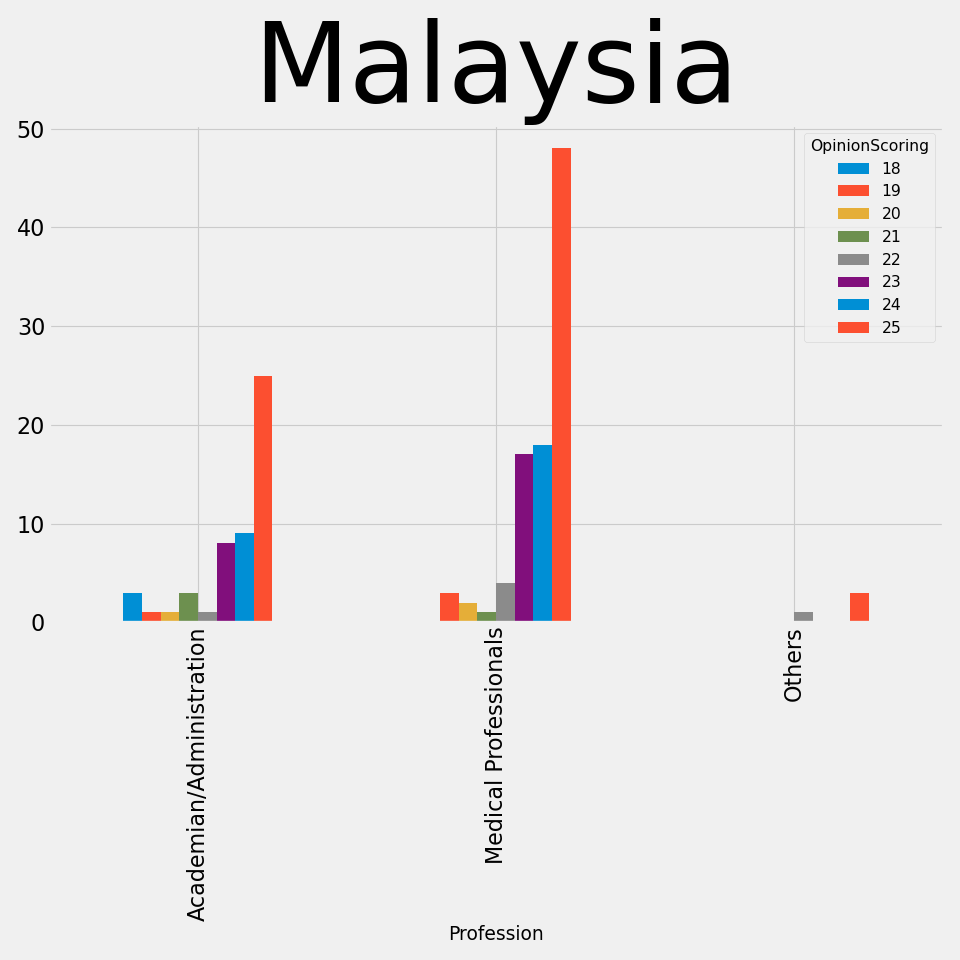 Malaysia
50
40
30
20
10
0
OpinionScoring
18
19
20
21
22
23
24
25
Academian/Administration
Medical Professionals
Others
Profession